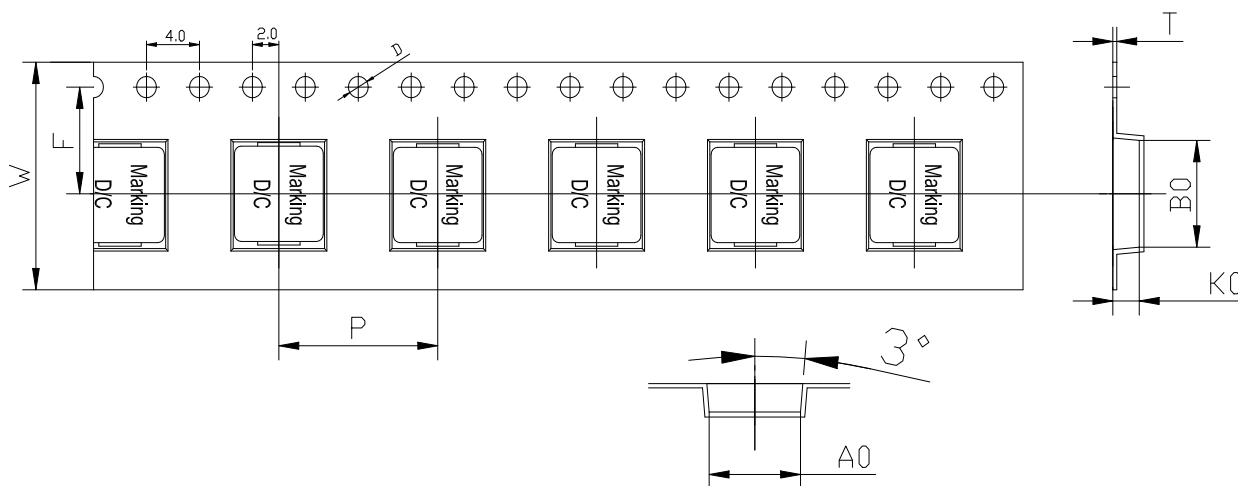 4.0
2.0
D
T
F
W
Marking
D/C
Marking
D/C
Marking
D/C
Marking
D/C
Marking
D/C
Marking
D/C
B0
K0
P
3°
A0